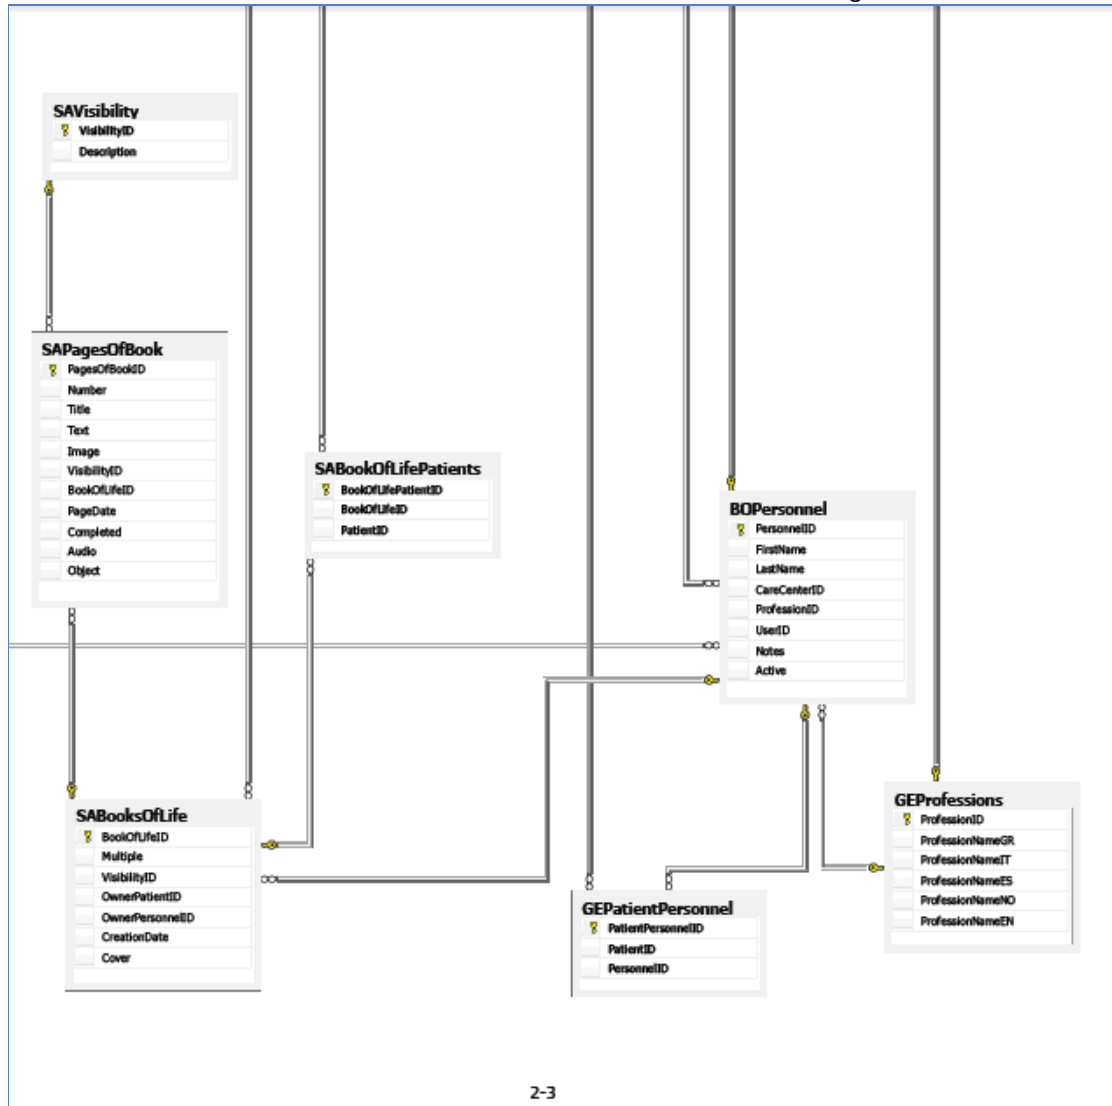 SAVisibility
VisibilityID
Description
SAPagesOfBook
PagesOfBookID
Number
Title
Text
Image
VisibilityID
BookOfLifeID
PageDate
Completed
Audio
Object
SABookOfLifePatients
BookOfLifePatientID
BookOfLifeID
PatientID
BOPersonnel
PersonnelID
FirstName
LastName
CareCenterID
ProfessionID
UserID
Notes
Active
SABooksOfLife
BookOfLifeID
Multiple
VisibilityID
OwnerPatientID
OwnerPersonnelID
CreationDate
Cover
GEPatientPersonnel
PatientPersonnelID
PatientID
PersonnelID
GEProfessions
ProfessionID
ProfessionNameGR
ProfessionNameIT
ProfessionNameES
ProfessionNameNO
ProfessionNameEN
2-3